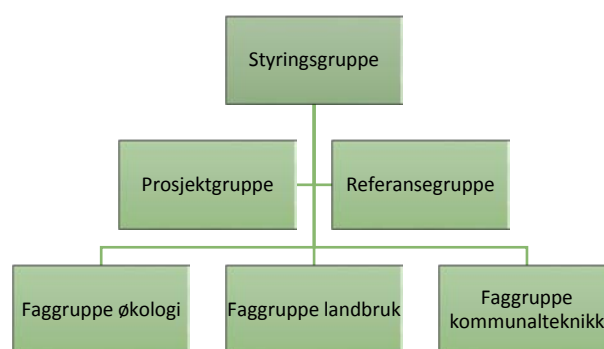 Styringsgruppe
Prosjektgruppe
Referansegruppe
Faggruppe økologi
Faggruppe landbruk
Faggruppe
kommunalteknikk